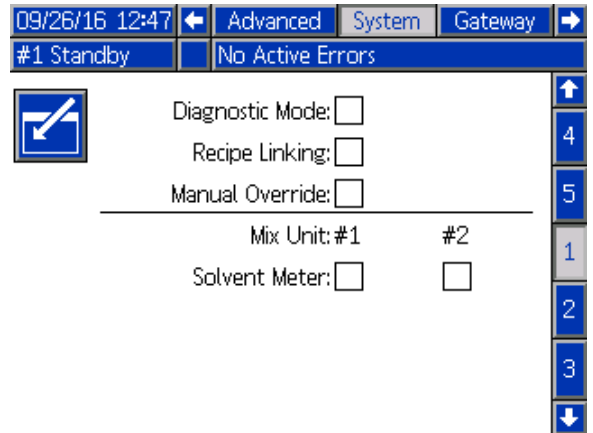 09/26/16 12:47 Advanced System Gateway
#1 Standby No Active Errors
Diagnostic Mode:
4
Recipe Linking:
Manual Override:
5
Mix Unit: #1 #2
1
Solvent Meter:
2
3